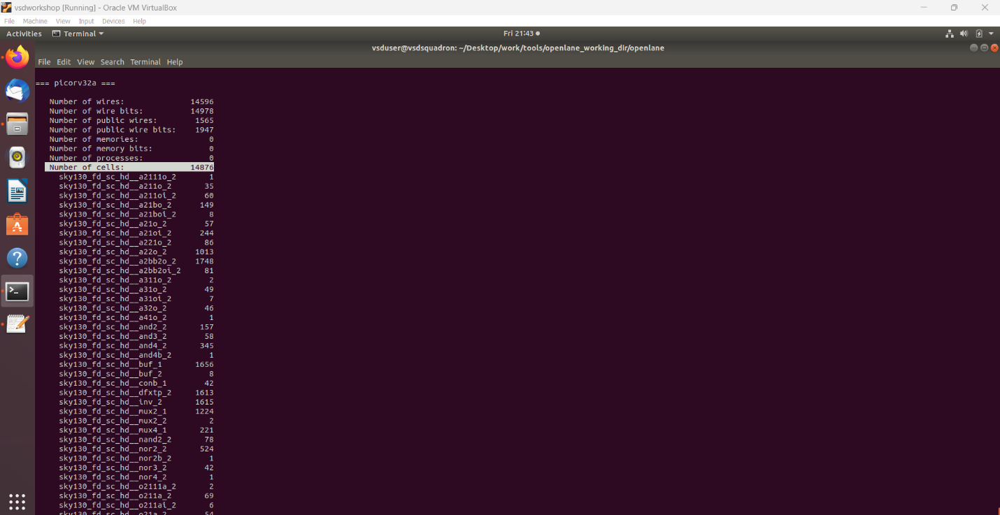 vsdworkshop [Running] - Oracle VM VirtualBox
File Machine View Input Devices Help
Activities Terminal Fri 21:43
vsduser@vsdsquadron: ~/Desktop/work/tools/openlane_working_dir/openlane
File Edit View Search Terminal Help
=== picorv32a ===
Number of wires: 14596
Number of wire bits: 14978
Number of public wires: 1565
Number of public wire bits: 1947
Number of memories: 0
Number of memory bits: 0
Number of processes: 0
Number of cells: 14876
sky130_fd_sc_hd__a2111o_2 1
sky130_fd_sc_hd__a211o_2 35
sky130_fd_sc_hd__a211oi_2 60
sky130_fd_sc_hd__a21bo_2 149
sky130_fd_sc_hd__a21boi_2 8
sky130_fd_sc_hd__a21o_2 57
sky130_fd_sc_hd__a21oi_2 244
sky130_fd_sc_hd__a221o_2 86
sky130_fd_sc_hd__a22o_2 1013
sky130_fd_sc_hd__a2bb2o_2 1748
sky130_fd_sc_hd__a2bb2oi_2 81
sky130_fd_sc_hd__a311o_2 2
sky130_fd_sc_hd__a31o_2 49
sky130_fd_sc_hd__a31oi_2 7
sky130_fd_sc_hd__a32o_2 46
sky130_fd_sc_hd__a41o_2 1
sky130_fd_sc_hd__and2_2 157
sky130_fd_sc_hd__and3_2 58
sky130_fd_sc_hd__and4_2 345
sky130_fd_sc_hd__and4b_2 1
sky130_fd_sc_hd__buf_1 1656
sky130_fd_sc_hd__buf_2 8
sky130_fd_sc_hd__conb_1 42
sky130_fd_sc_hd__dfxtp_2 1613
sky130_fd_sc_hd__inv_2 1615
sky130_fd_sc_hd__mux2_1 1224
sky130_fd_sc_hd__mux2_2 2
sky130_fd_sc_hd__mux4_1 221
sky130_fd_sc_hd__nand2_2 78
sky130_fd_sc_hd__nor2_2 524
sky130_fd_sc_hd__nor2b_2 1
sky130_fd_sc_hd__nor3_2 42
sky130_fd_sc_hd__nor4_2 1
sky130_fd_sc_hd__o2111a_2 2
sky130_fd_sc_hd__o211a_2 69
sky130_fd_sc_hd__o211ai_2 6
sky130_fd_sc_hd__o21a_2 54